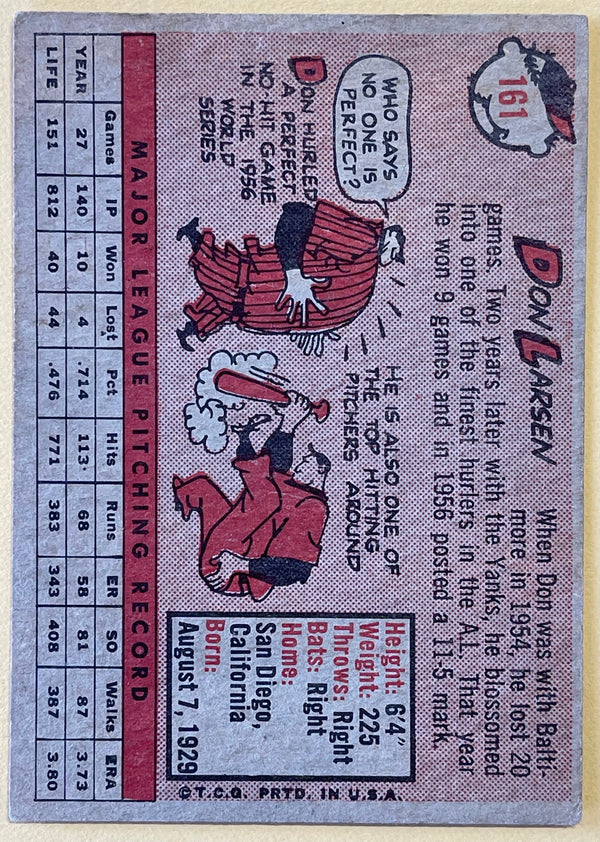 161
DON LARSEN
When Don was with Balti-
more in 1954, he lost 20
games. Two years later with the Yanks, he blossomed
into one of the finest hurlers in the A.L. That year
he won 9 games and in 1956 posted a 11-5 mark.
WHO SAYS
NO ONE IS
PERFECT?
DON HURLED
A PERFECT
NO HIT GAME
IN THE 1956
WORLD
SERIES
HE IS ALSO ONE OF
THE TOP HITTING
PITCHERS AROUND
Height: 6'4"
Weight: 225
Throws: Right
Bats: Right
Home:
San Diego,
California
Born:
August 7, 1929
©T.C.G. PRTD. IN U.S.A.
MAJOR LEAGUE PITCHING RECORD
Games IP Won Lost Pct Hits Runs ER SO Walks ERA
YEAR 27 140 10 4 .714 113 68 58 81 87 3.73
LIFE 151 812 40 44 .476 771 383 343 408 387 3.80